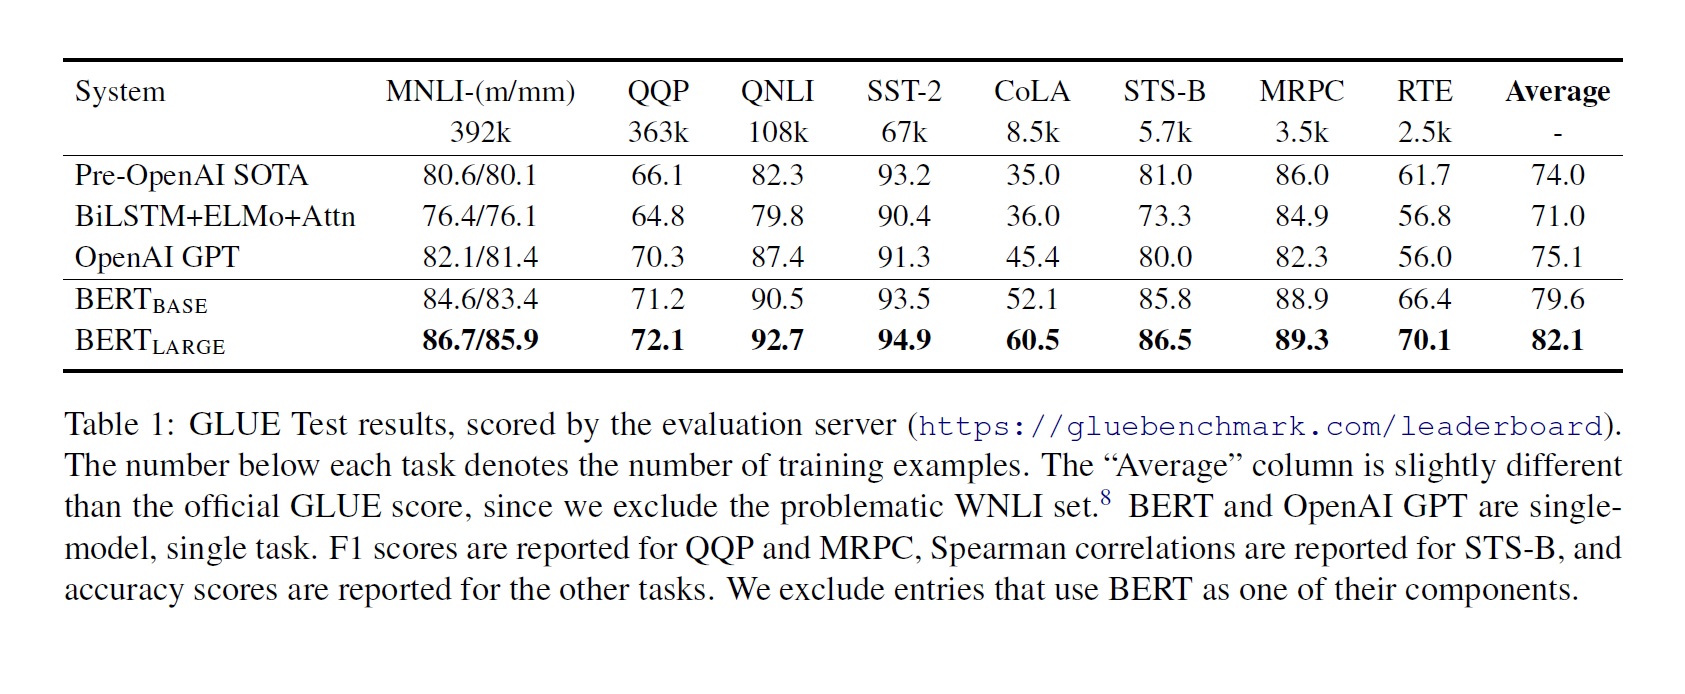 System MNLI-(m/mm) QQP QNLI SST-2 CoLA STS-B MRPC RTE Average
392k 363k 108k 67k 8.5k 5.7k 3.5k 2.5k -
Pre-OpenAI SOTA 80.6/80.1 66.1 82.3 93.2 35.0 81.0 86.0 61.7 74.0
BiLSTM+ELMo+Attn 76.4/76.1 64.8 79.8 90.4 36.0 73.3 84.9 56.8 71.0
OpenAI GPT 82.1/81.4 70.3 87.4 91.3 45.4 80.0 82.3 56.0 75.1
BERTBASE 84.6/83.4 71.2 90.5 93.5 52.1 85.8 88.9 66.4 79.6
BERTLARGE 86.7/85.9 72.1 92.7 94.9 60.5 86.5 89.3 70.1 82.1
Table 1: GLUE Test results, scored by the evaluation server (https://gluebenchmark.com/leaderboard).
The number below each task denotes the number of training examples. The “Average” column is slightly different
than the official GLUE score, since we exclude the problematic WNLI set.8 BERT and OpenAI GPT are single-
model, single task. F1 scores are reported for QQP and MRPC, Spearman correlations are reported for STS-B, and
accuracy scores are reported for the other tasks. We exclude entries that use BERT as one of their components.